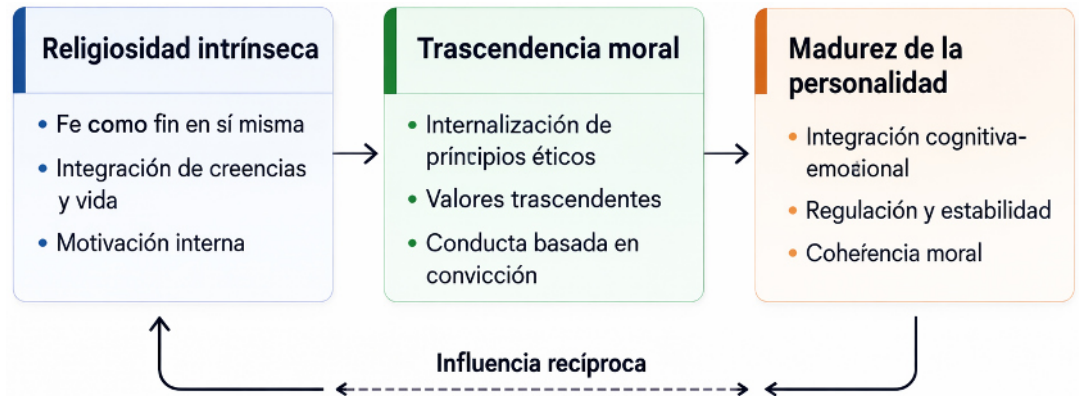 Religiosidad intrínseca
• Fe como fin en sí misma
• Integración de creencias
y vida
• Motivación interna
Trascendencia moral
• Internalización de
príncipios éticos
• Valores trascendentes
• Conducta basada en
convicción
Madurez de la
personalidad
• Integración cognitiva-
emocional
• Regulación y estabilidad
• Coherencia moral
Influencia recíproca